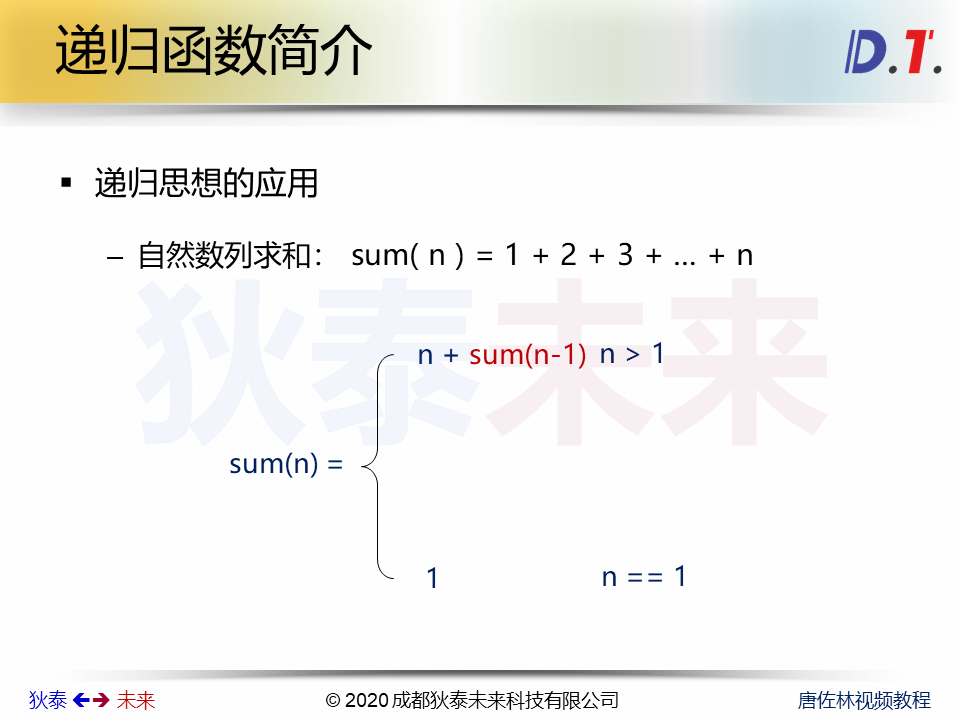 递归函数简介
D.T.
▪ 递归思想的应用
– 自然数列求和： sum( n ) = 1 + 2 + 3 + … + n
狄泰未来
n + sum(n-1) n > 1
sum(n) =
1 n == 1
狄泰 未来
© 2020 成都狄泰未来科技有限公司
唐佐林视频教程